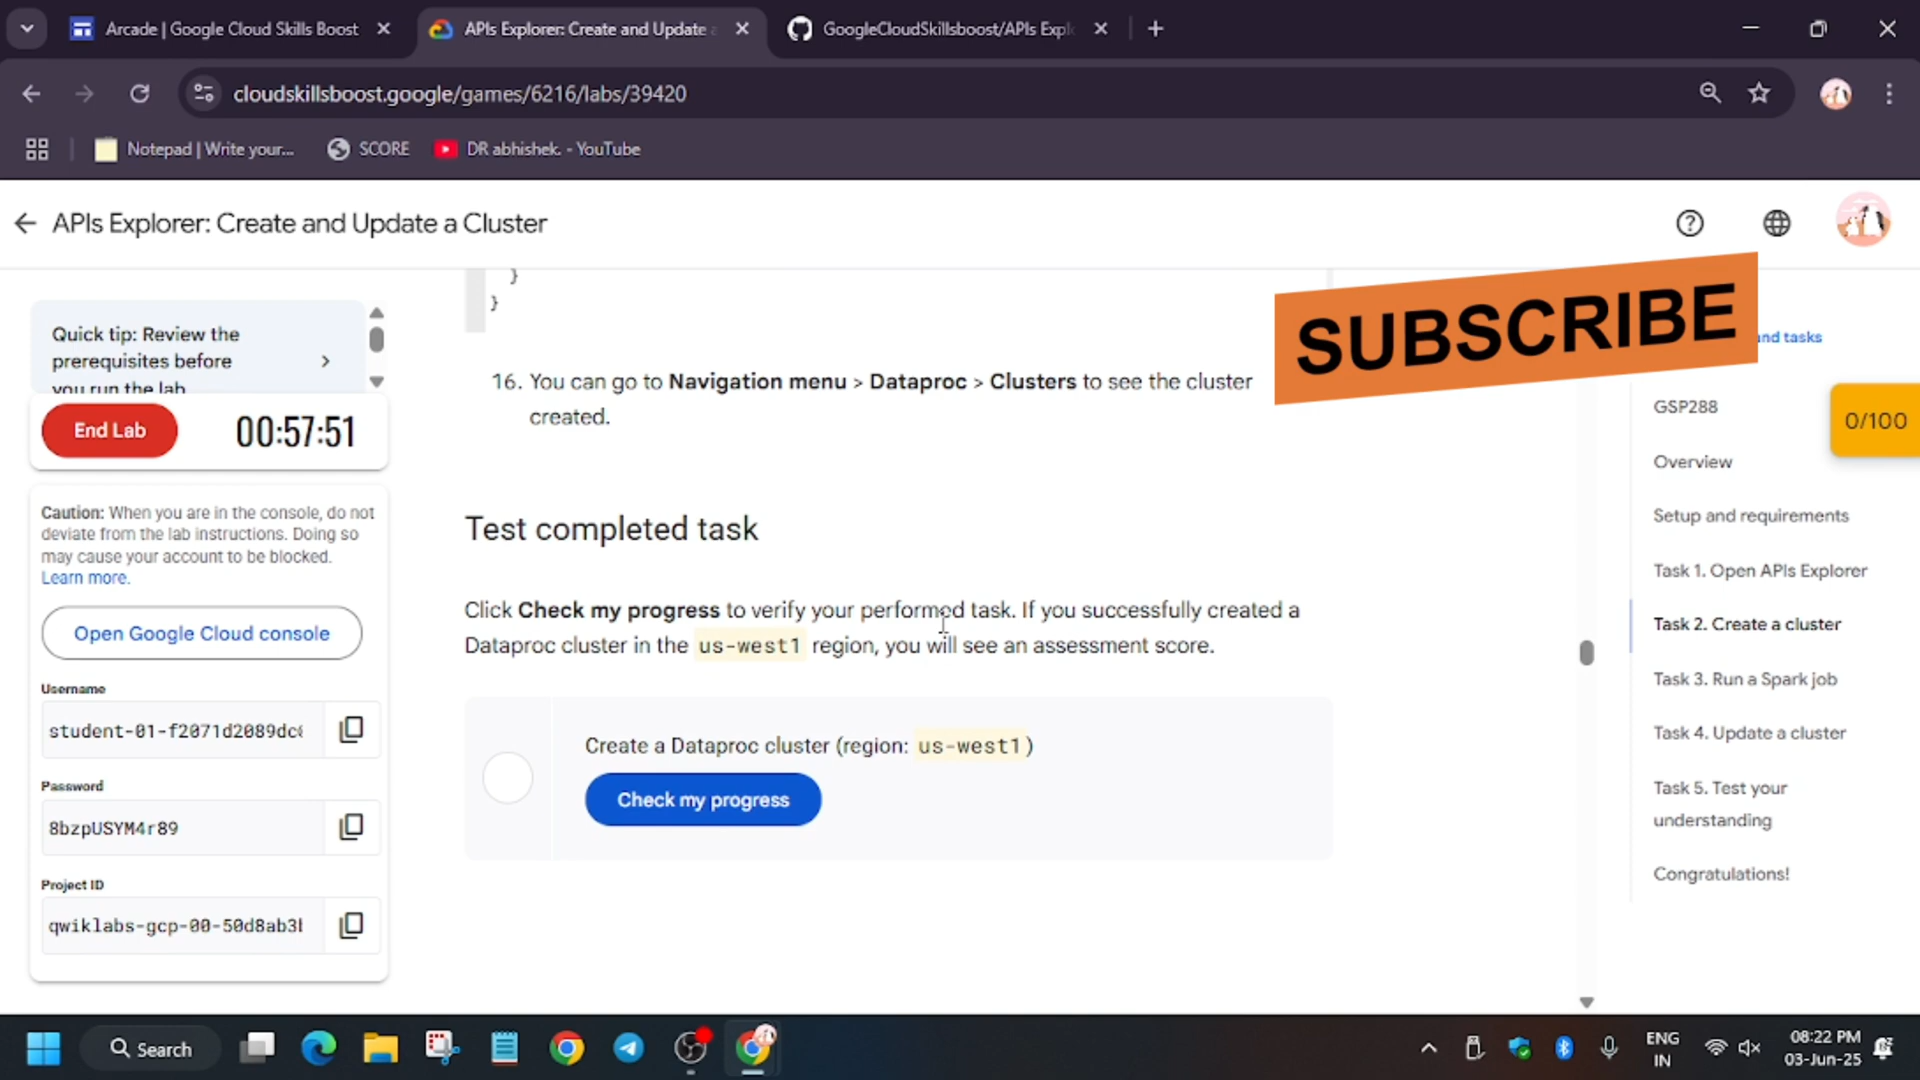 Arcade | Google Cloud Skills Boost
APIs Explorer: Create and Update a
GoogleCloudSkillsboost/APIs Expl
cloudskillsboost.google/games/6216/labs/39420
Notepad | Write your...
SCORE
DR abhishek. - YouTube
APIs Explorer: Create and Update a Cluster
Quick tip: Review the
prerequisites before
you run the lab
End Lab
00:57:51
Caution: When you are in the console, do not
deviate from the lab instructions. Doing so
may cause your account to be blocked.
Learn more.
Open Google Cloud console
Username
student-01-f2071d2089dc
Password
8bzpUSYM4r89
Project ID
qwiklabs-gcp-00-50d8ab3
}
}
16. You can go to Navigation menu > Dataproc > Clusters to see the cluster
created.
Test completed task
Click Check my progress to verify your performed task. If you successfully created a
Dataproc cluster in the us-west1 region, you will see an assessment score.
Create a Dataproc cluster (region: us-west1)
Check my progress
SUBSCRIBE
and tasks
GSP288
0/100
Overview
Setup and requirements
Task 1. Open APIs Explorer
Task 2. Create a cluster
Task 3. Run a Spark job
Task 4. Update a cluster
Task 5. Test your
understanding
Congratulations!
Search
ENG
IN
08:22 PM
03-Jun-25